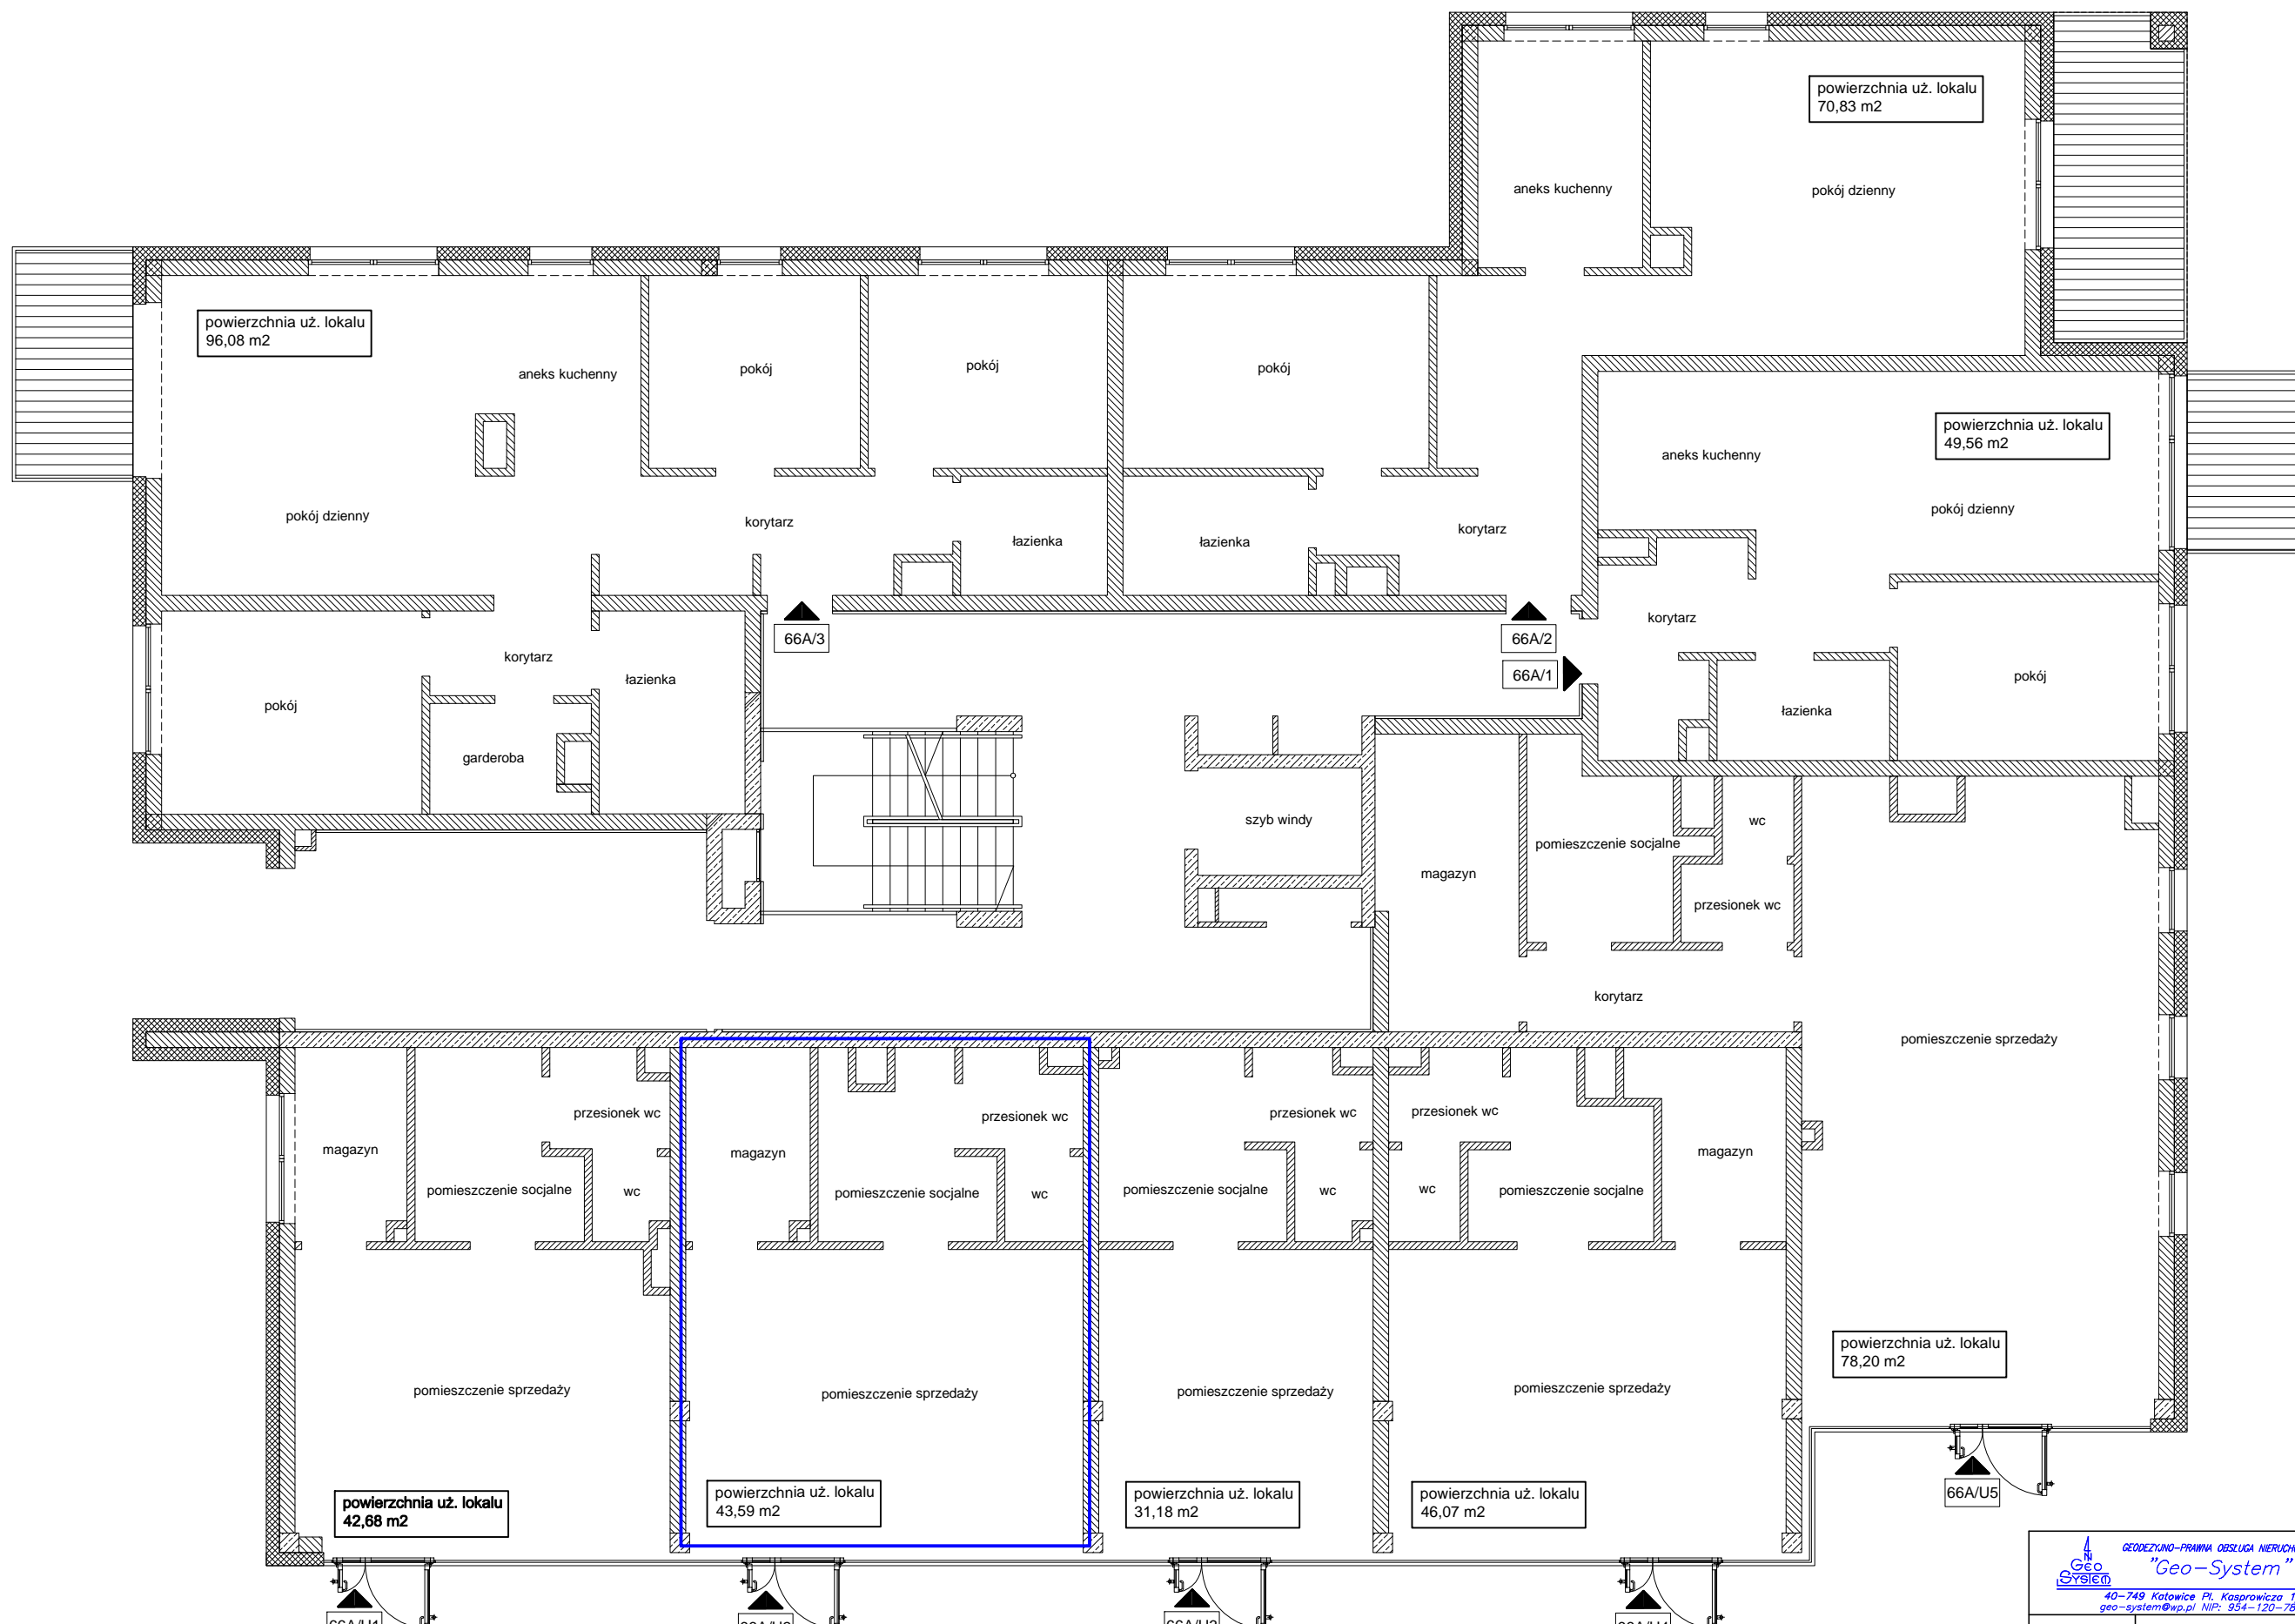 powierzchnia uż. lokalu
70,83 m2
aneks kuchenny
pokój dzienny
powierzchnia uż. lokalu
96,08 m2
aneks kuchenny
pokój
pokój
pokój
powierzchnia uż. lokalu
49,56 m2
aneks kuchenny
pokój dzienny
pokój dzienny
korytarz
łazienka
łazienka
korytarz
66A/3
66A/2
66A/1
korytarz
korytarz
łazienka
pokój
garderoba
łazienka
pokój
szyb windy
magazyn
pomieszczenie socjalne
wc
przesionek wc
korytarz
pomieszczenie sprzedaży
magazyn
przesionek wc
pomieszczenie socjalne
wc
magazyn
przesionek wc
pomieszczenie socjalne
wc
przesionek wc
pomieszczenie socjalne
wc
przesionek wc
wc
pomieszczenie socjalne
magazyn
powierzchnia uż. lokalu
78,20 m2
pomieszczenie sprzedaży
pomieszczenie sprzedaży
pomieszczenie sprzedaży
pomieszczenie sprzedaży
powierzchnia uż. lokalu
42,68 m2
powierzchnia uż. lokalu
43,59 m2
powierzchnia uż. lokalu
31,18 m2
powierzchnia uż. lokalu
46,07 m2
66A/U5
66A/U1
N
GEO
SYSTEM
GEODEZYJNO-PRAWNA OBSŁUGA
"Geo-System"
40-749 Katowice Pl. Kasprowicza
geo-system@wp.pl NIP: 954-120-78